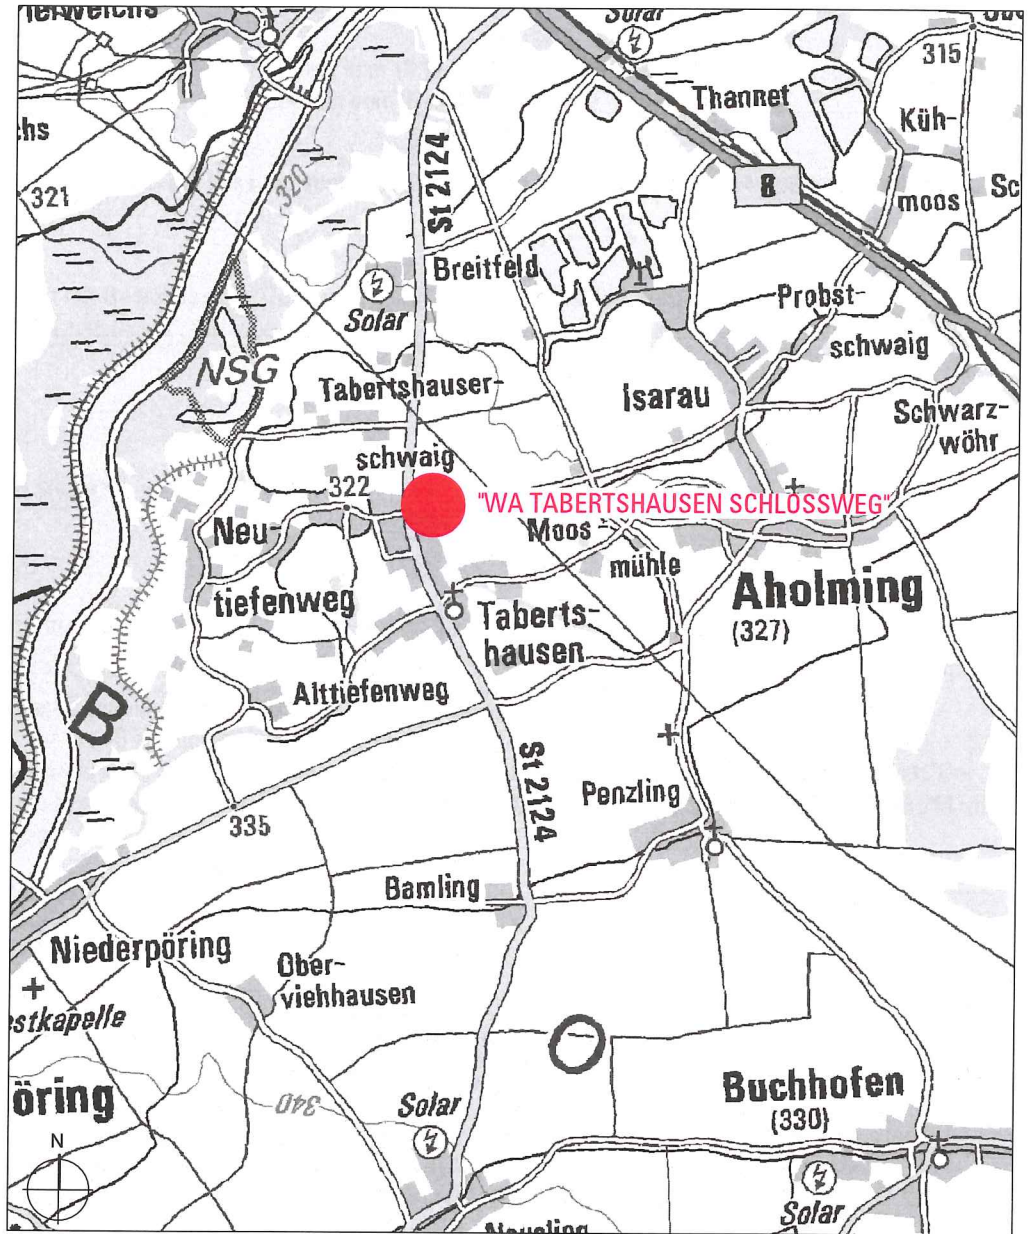 Solar
315
Thannet
Küh-
moos
321
320
St 2124
8
Breitfeld
Solar
Probst-
schwaig
NSG
Tabertshauser-
schwaig
Isarau
Schwarz-
wöhr
322
"WA TABERTSHAUSEN SCHLOSSWEG"
Neu-
tiefenweg
Moos-
mühle
Aholming
(327)
Taberts-
hausen
Alttiefenweg
B
St 2124
Penzling
335
Bamling
Niederpöring
Ober-
viehhausen
stkapelle
öring
340
Solar
Buchhofen
(330)
N
Solar